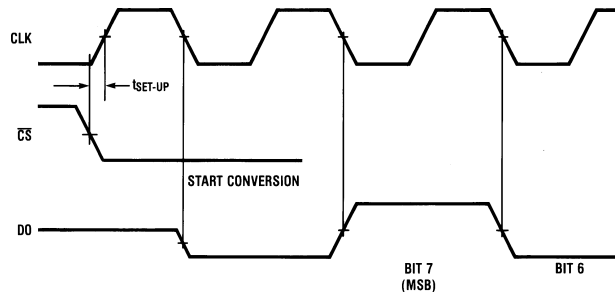 CLK
tSET-UP
CS
START CONVERSION
DO
BIT 7
(MSB)
BIT 6